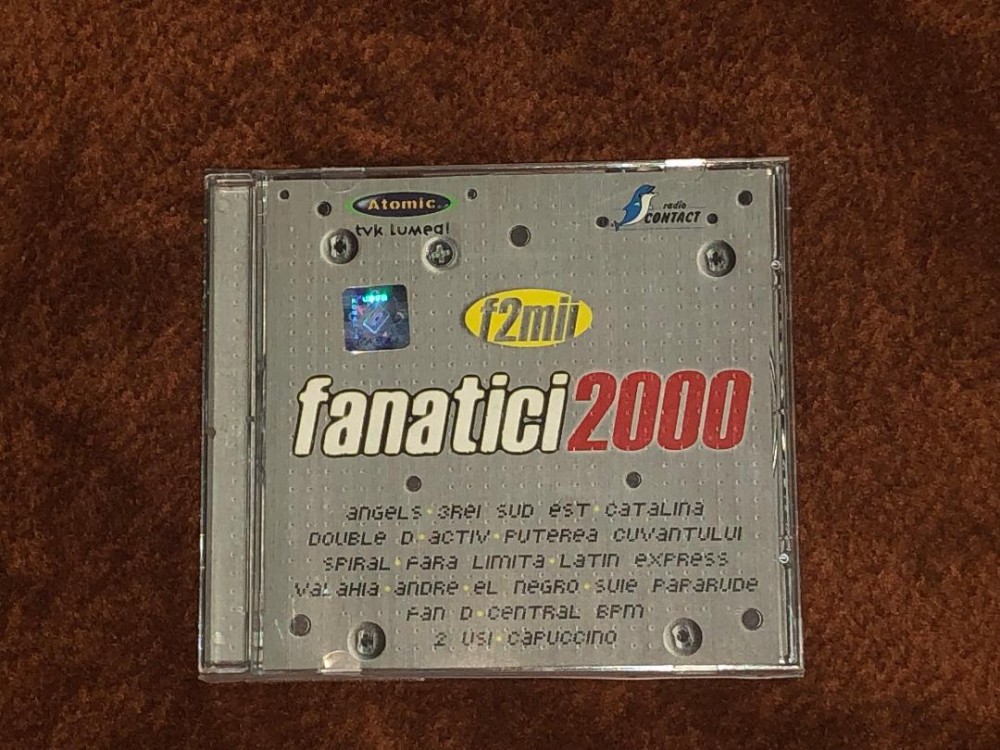 Atomic.
tvk Lumea!
radio
CONTACT
f2mii
fanatici2000
angels • 3rei sud est • catalina
double d • activ • puterea cuvantului
spiral • fara limita • latin express
valahia • andre • el negro • suie paparude
fan d • central bpm
2 usi • capuccino